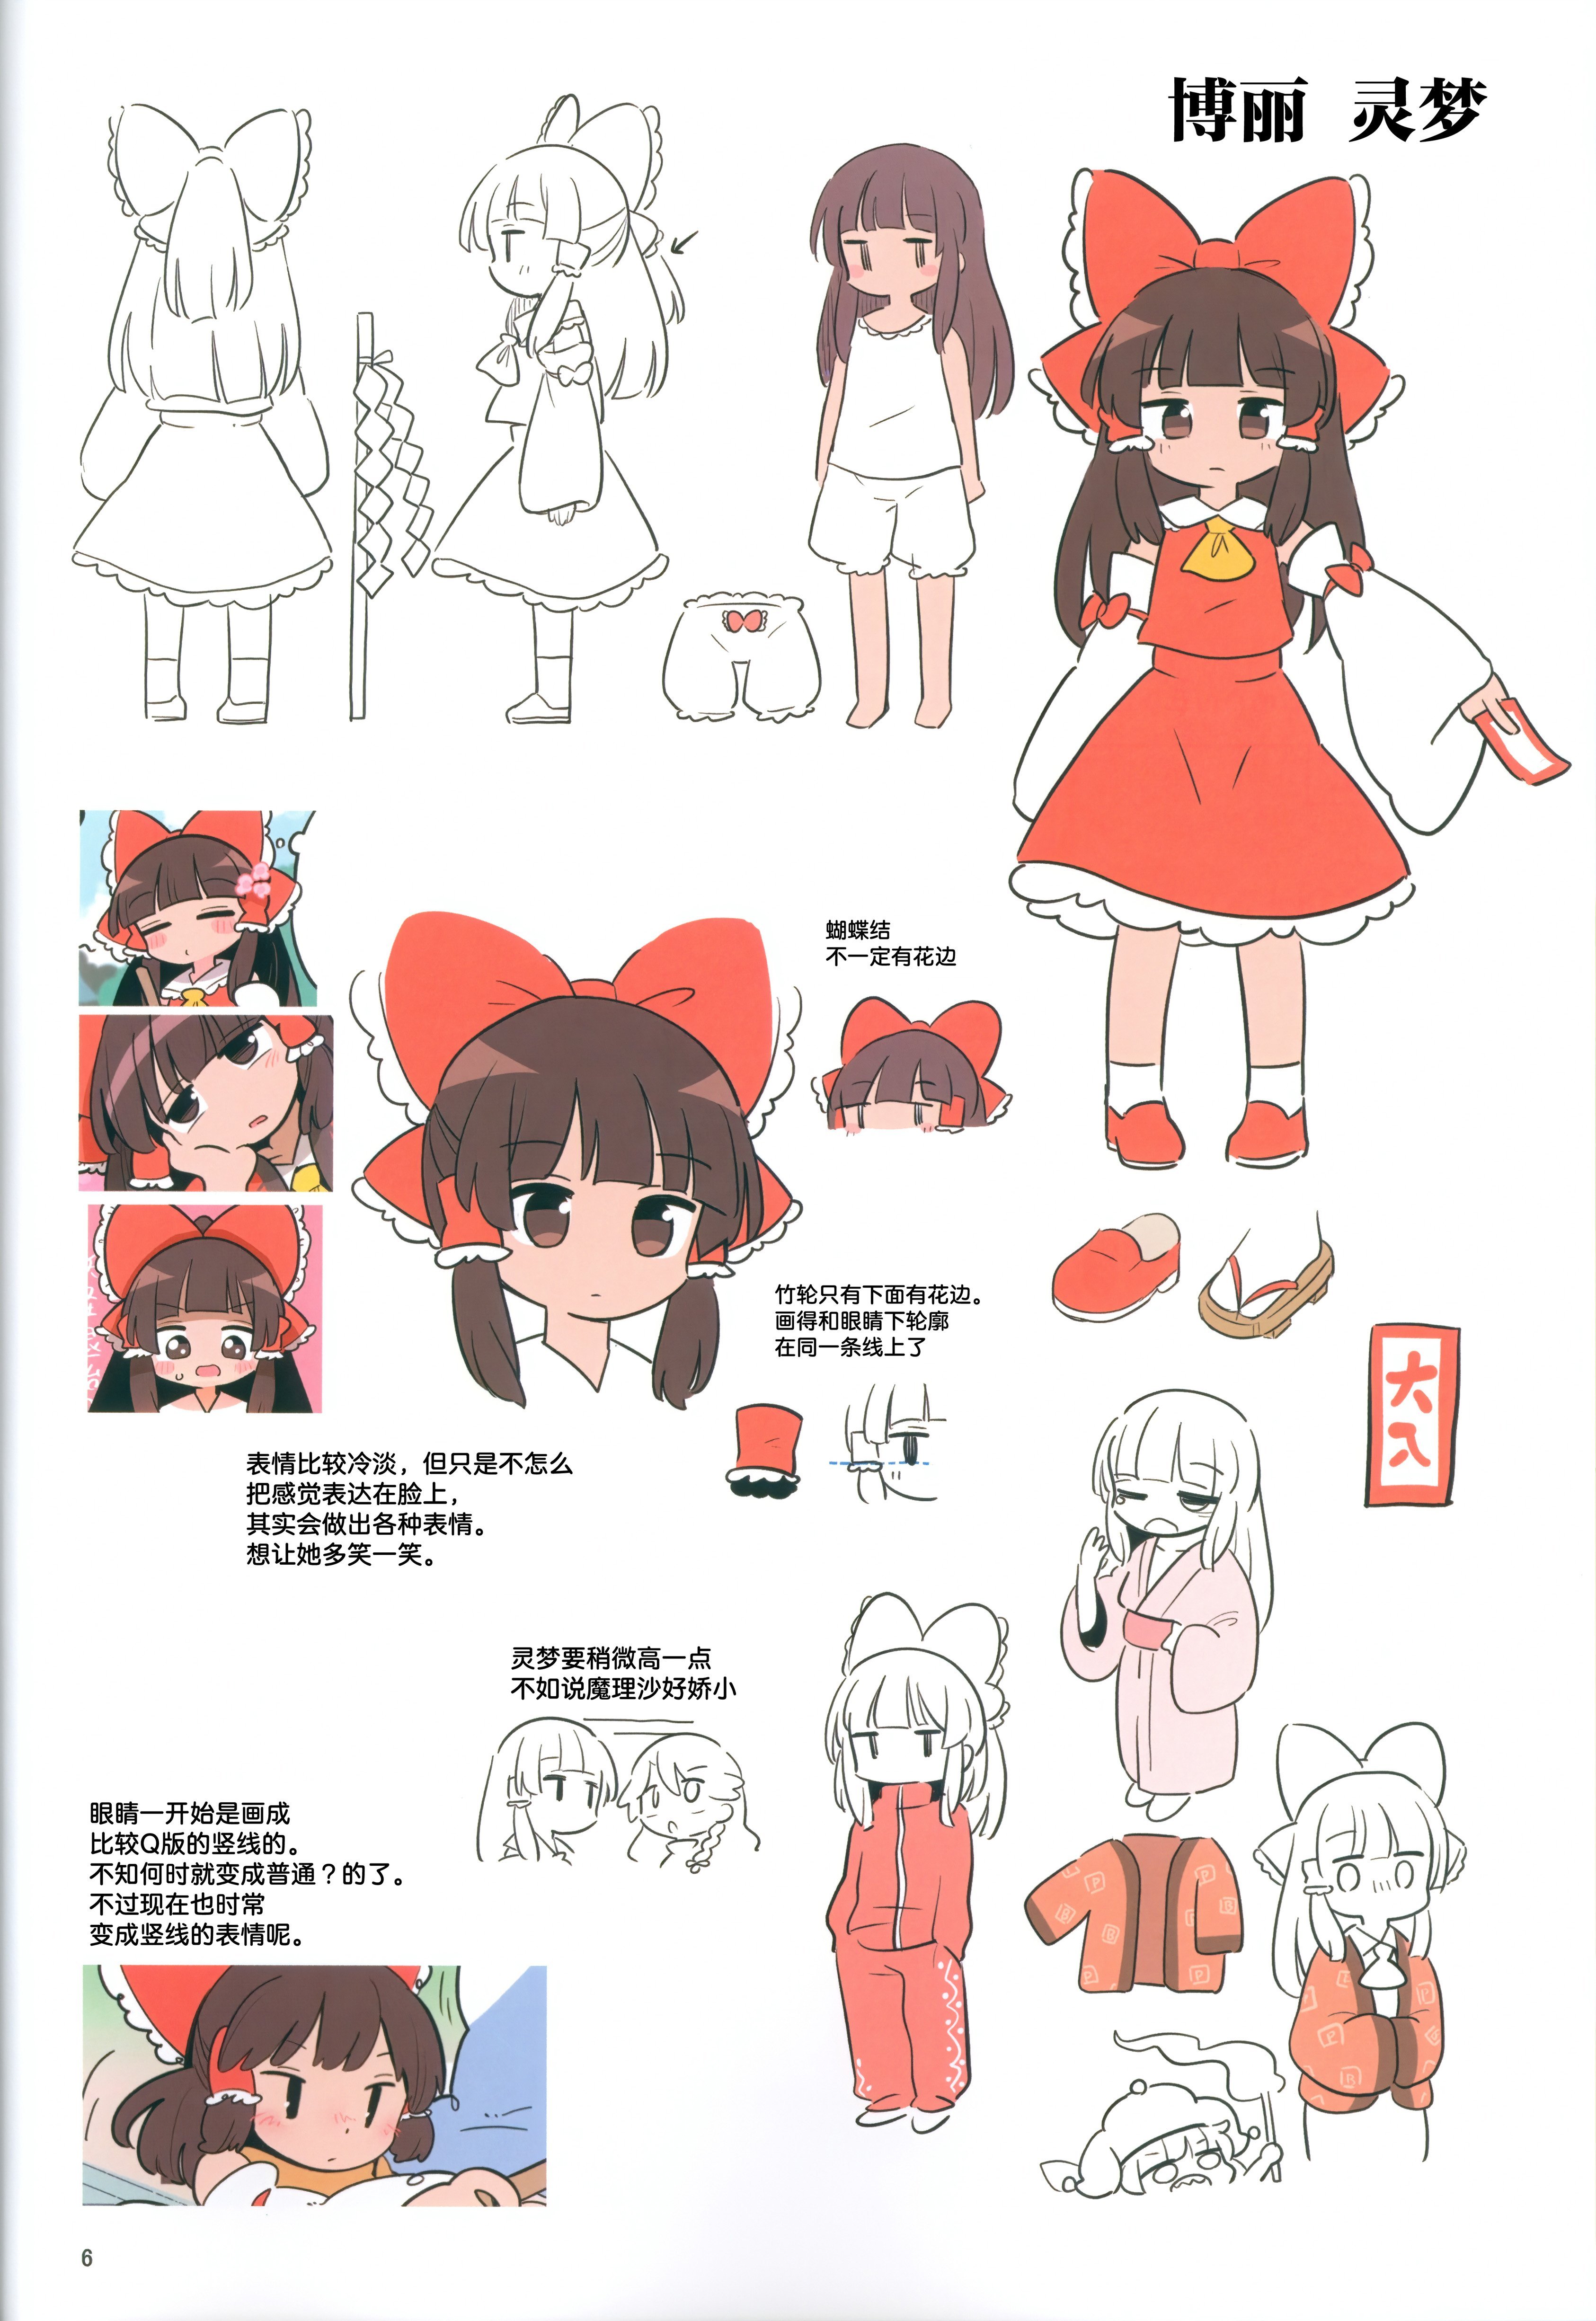 博丽 灵梦
蝴蝶结
不一定有花边
竹轮只有下面有花边。
画得和眼睛下轮廓
在同一条线上了
大入
表情比较冷淡，但只是不怎么
把感觉表达在脸上，
其实会做出各种表情。
想让她多笑一笑。
灵梦要稍微高一点
不如说魔理沙好娇小
眼睛一开始是画成
比较Q版的竖线的。
不知何时就变成普通？的了。
不过现在也时常
变成竖线的表情呢。
P
B
B
P
P
P
B
P
B
6